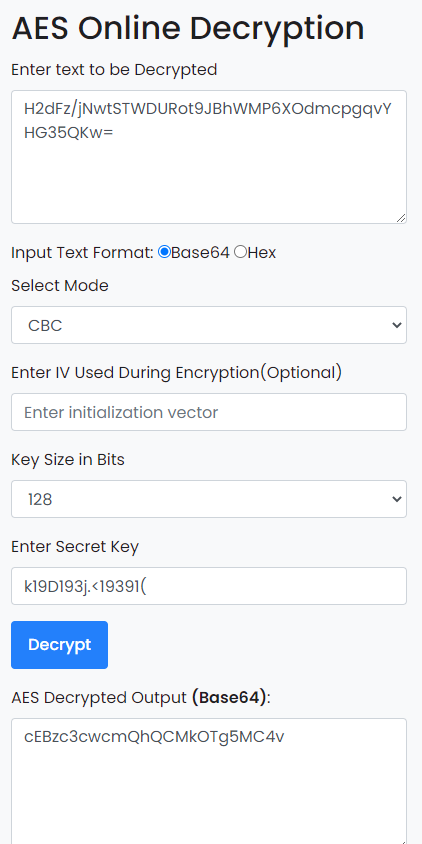 AES Online Decryption
Enter text to be Decrypted
H2dFz/jNwtSTWDURot9JBhWMP6XOdmcpgqvY
HG35QKw=
Input Text Format: Base64 Hex
Select Mode
CBC
Enter IV Used During Encryption(Optional)
Enter initialization vector
Key Size in Bits
128
Enter Secret Key
k19D193j.<19391(
Decrypt
AES Decrypted Output (Base64):
cEBzc3cwcmQhQCMkOTg5MC4v